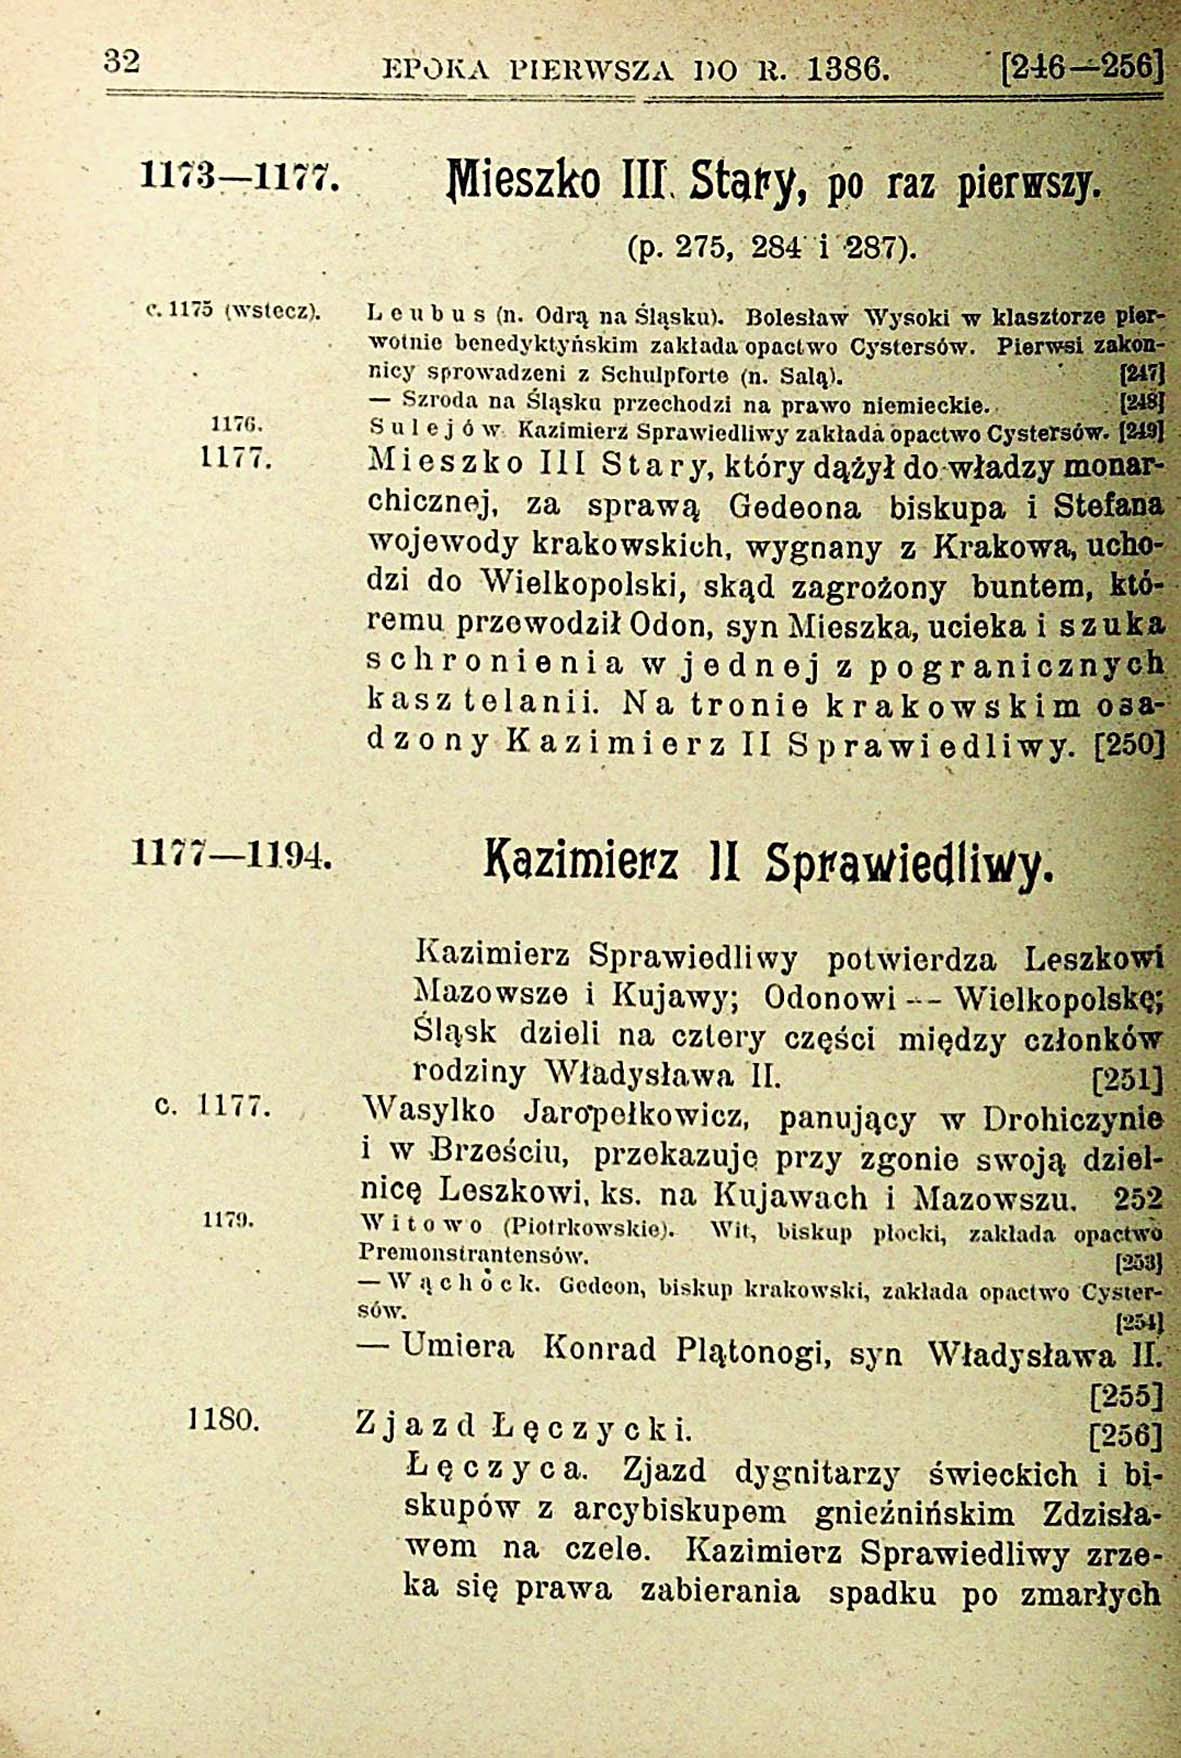 32 EPOKA PIERWSZA DO R. 1386. [246—256]
1173—1177. Mieszko III Stary, po raz pierwszy.
(p. 275, 284 i 287).
c. 1175 (wstecz). Leubus (n. Odrą na Śląsku). Bolesław Wysoki w klasztorze pier-
wotnie benedyktyńskim zakłada opactwo Cystersów. Pierwsi zakon-
nicy sprowadzeni z Schulpforte (n. Salą). [247]
— Szroda na Śląsku przechodzi na prawo niemieckie. [248]
1176. Sulejów Kazimierz Sprawiedliwy zakłada opactwo Cystersów. [249]
1177. Mieszko III Stary, który dążył do władzy monar-
chicznej, za sprawą Gedeona biskupa i Stefana
wojewody krakowskich, wygnany z Krakowa, ucho-
dzi do Wielkopolski, skąd zagrożony buntem, któ-
remu przewodził Odon, syn Mieszka, ucieka i szuka
schronienia w jednej z pogranicznych
kasztelanii. Na tronie krakowskim osa-
dzony Kazimierz II Sprawiedliwy. [250]
1177—1194. Kazimierz II Sprawiedliwy.
Kazimierz Sprawiedliwy potwierdza Leszkowi
Mazowsze i Kujawy; Odonowi — Wielkopolskę;
Śląsk dzieli na cztery części między członków
rodziny Władysława II. [251]
c. 1177. Wasylko Jaropełkowicz, panujący w Drohiczynie
i w Brześciu, przekazuje przy zgonie swoją dziel-
nicę Leszkowi, ks. na Kujawach i Mazowszu. 252
1179. Witowo (Piotrkowskie). Wit, biskup płocki, zakłada opactwo
Premonstrantensów. [253]
— Wąchock. Gedeon, biskup krakowski, zakłada opactwo Cyster-
sów. [254]
— Umiera Konrad Plątonogi, syn Władysława II.
[255]
1180. Zjazd Łęczycki. [256]
Łęczyca. Zjazd dygnitarzy świeckich i bi-
skupów z arcybiskupem gnieźnińskim Zdzisła-
wem na czele. Kazimierz Sprawiedliwy zrze-
ka się prawa zabierania spadku po zmarłych